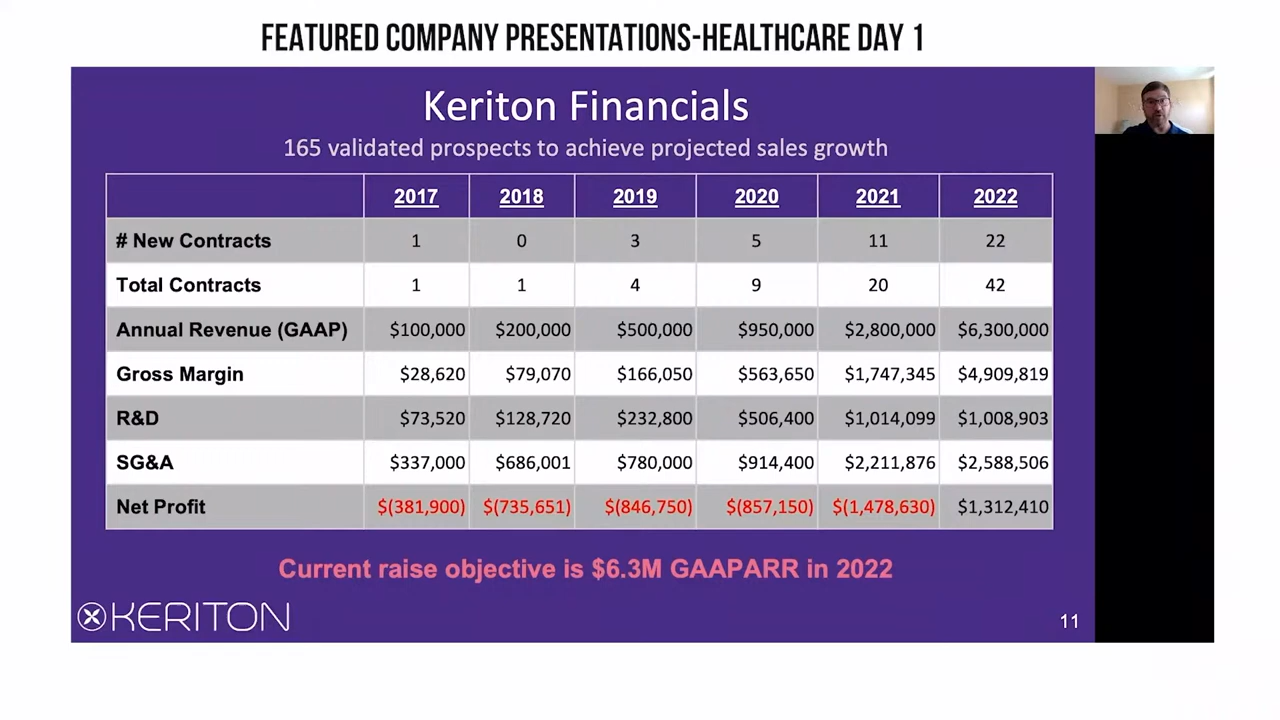 FEATURED COMPANY PRESENTATIONS-HEALTHCARE DAY 1
Keriton Financials
165 validated prospects to achieve projected sales growth
2017 2018 2019 2020 2021 2022
# New Contracts 1 0 3 5 11 22
Total Contracts 1 1 4 9 20 42
Annual Revenue (GAAP) $100,000 $200,000 $500,000 $950,000 $2,800,000 $6,300,000
Gross Margin $28,620 $79,070 $166,050 $563,650 $1,747,345 $4,909,819
R&D $73,520 $128,720 $232,800 $506,400 $1,014,099 $1,008,903
SG&A $337,000 $686,001 $780,000 $914,400 $2,211,876 $2,588,506
Net Profit $(381,900) $(735,651) $(846,750) $(857,150) $(1,478,630) $1,312,410
Current raise objective is $6.3M GAAPARR in 2022
KERITON
11